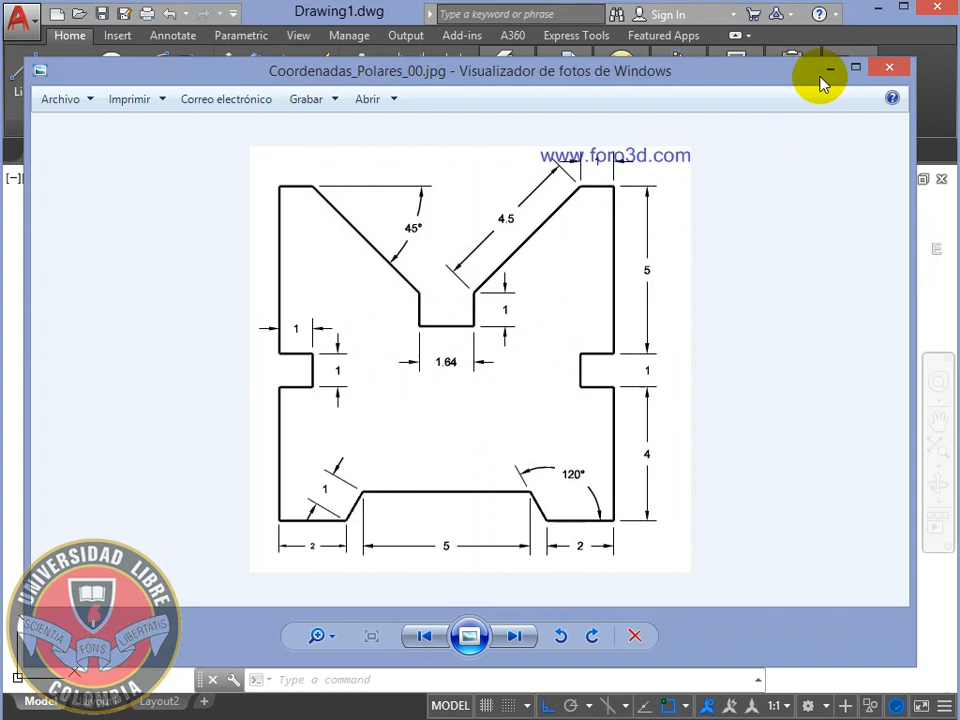 Drawing1.dwg
Type a keyword or phrase
Sign In
Home Insert Annotate Parametric View Manage Output Add-ins A360 Express Tools Featured Apps
Li
Coordenadas_Polares_00.jpg - Visualizador de fotos de Windows
Archivo Imprimir Correo electrónico Grabar Abrir
[−]
www.foro3d.com
1
4.5
45°
5
1
1
1.64
1
1
4
120°
1
2
5
2
E
UNIVERSIDAD LIBRE
SCIENTIA FONS LIBERTATIS
COLOMBIA
Type a command
Model
Layout2
MODEL
1:1